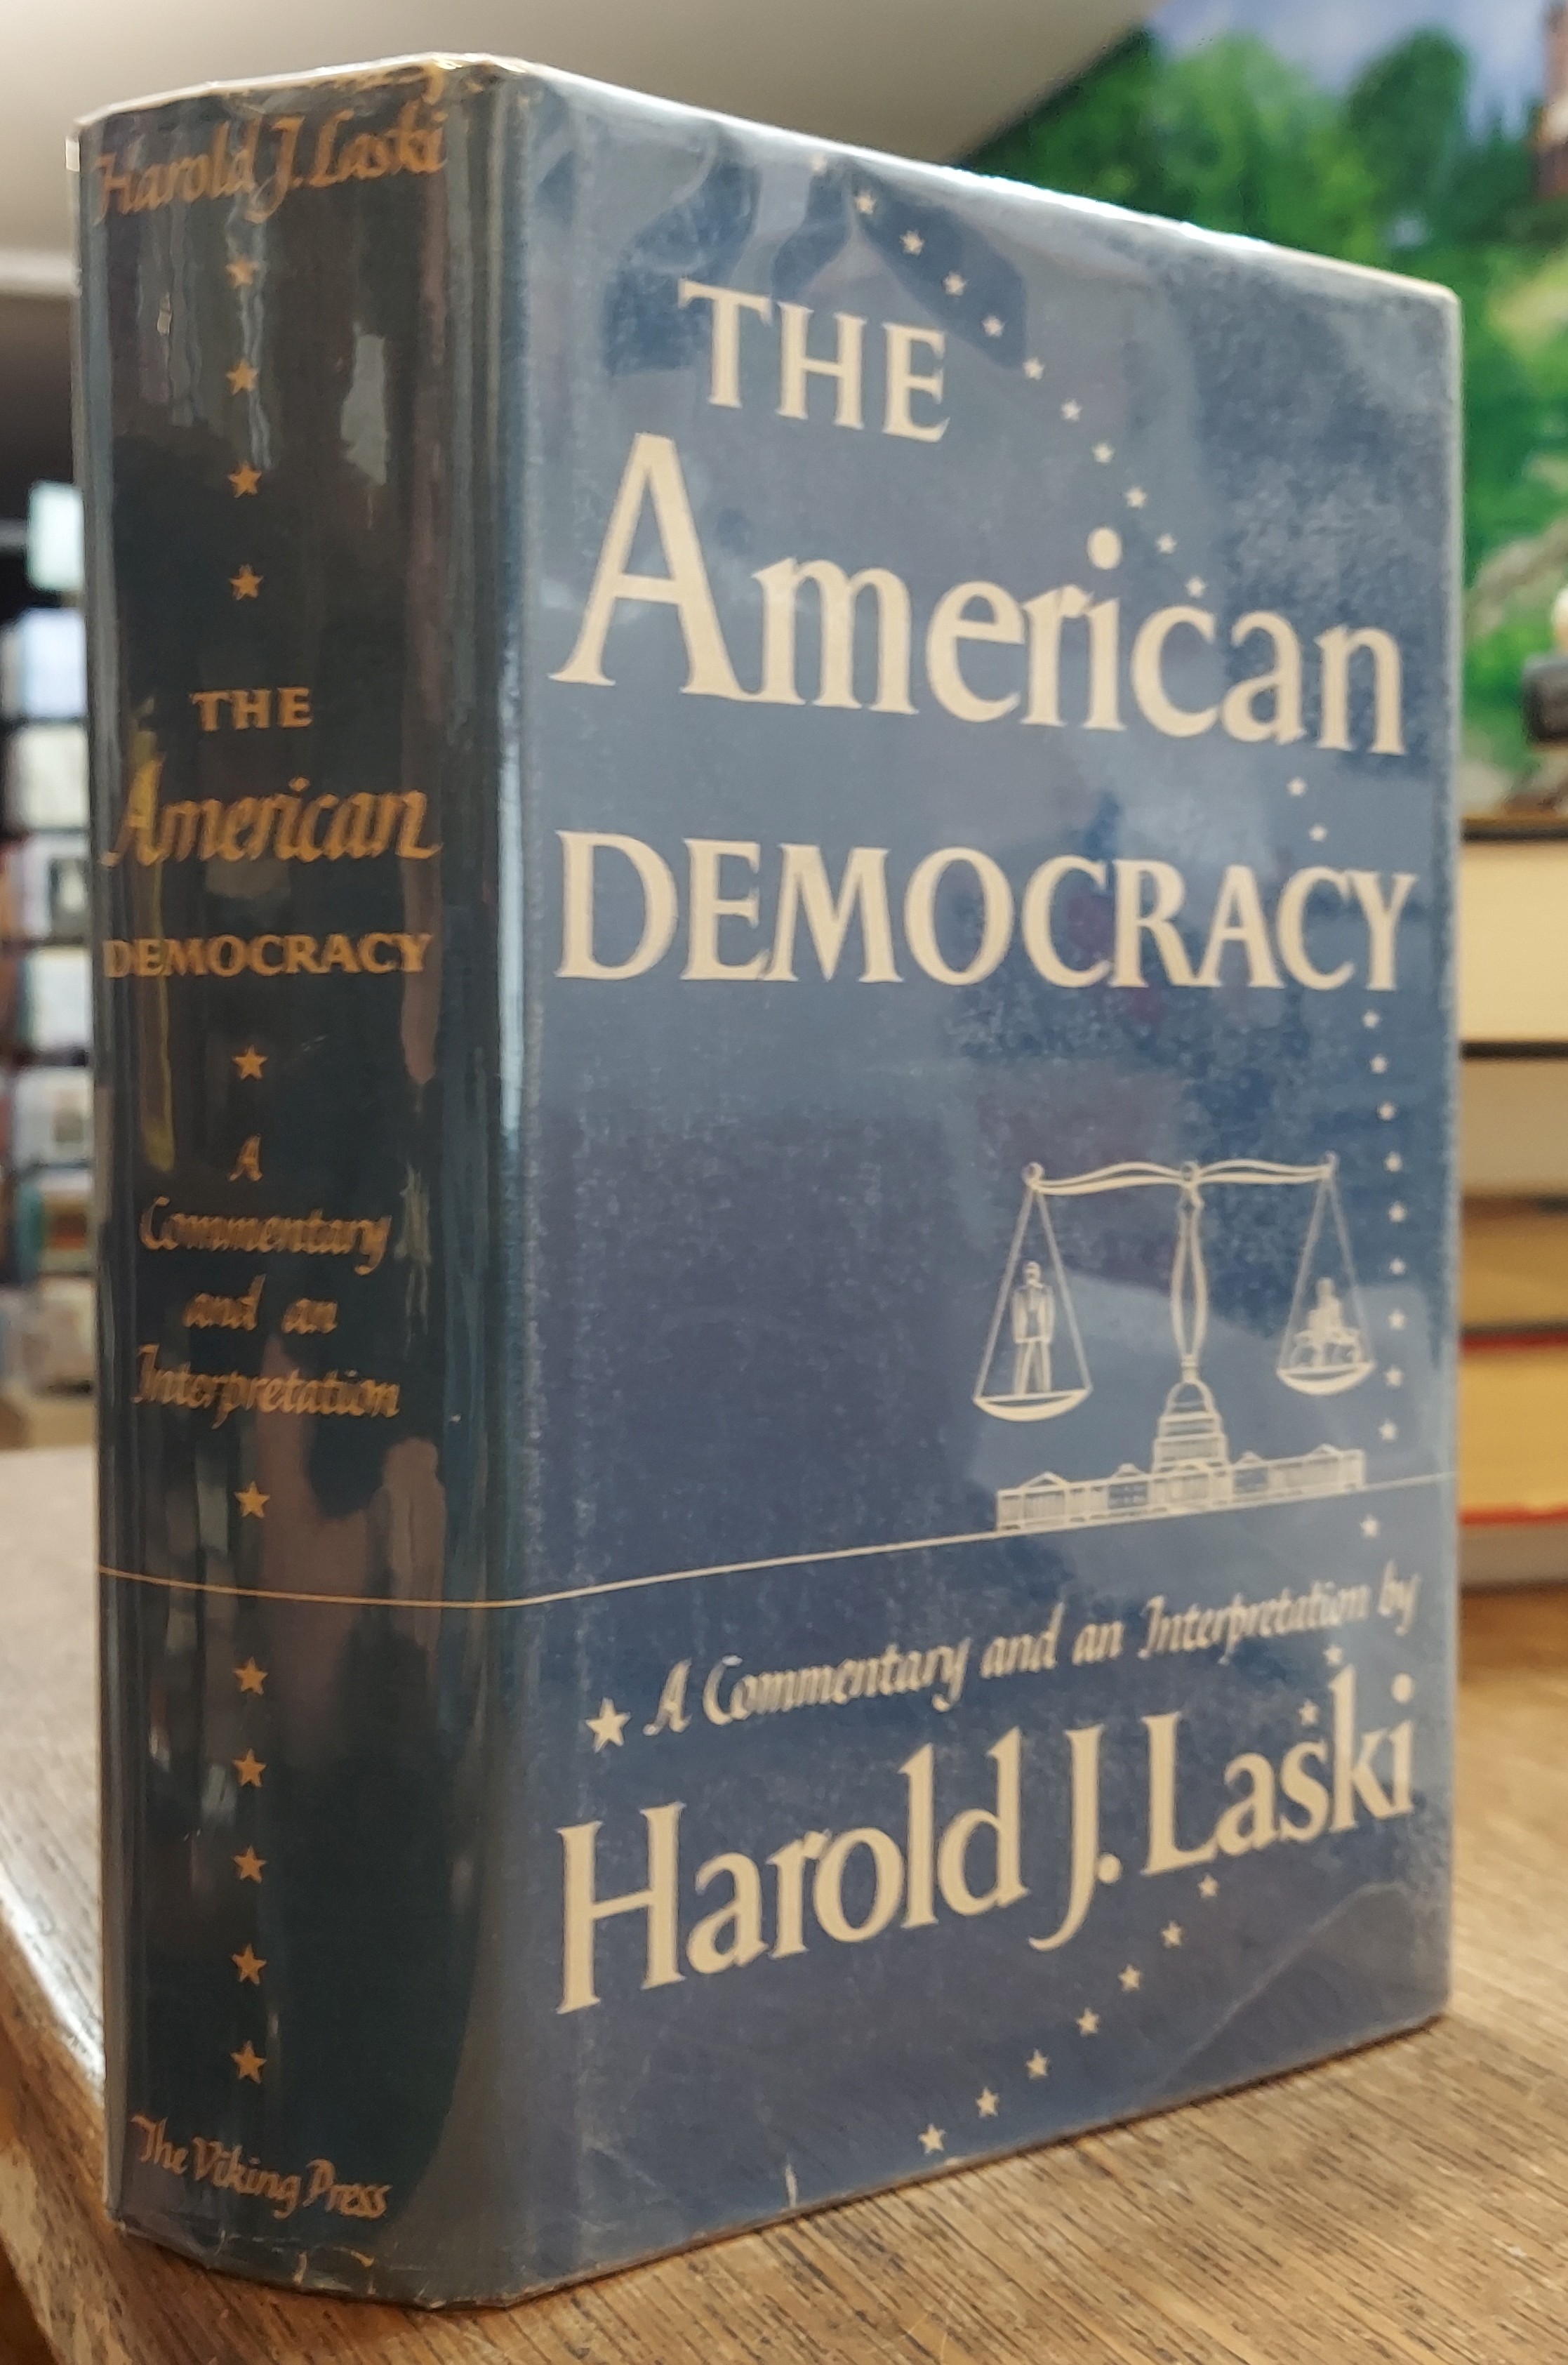 Harold J. Laski
THE
American
DEMOCRACY
A
Commentary
and an
Interpretation
The Viking Press
THE
American
DEMOCRACY
A Commentary and an Interpretation by
Harold J. Laski